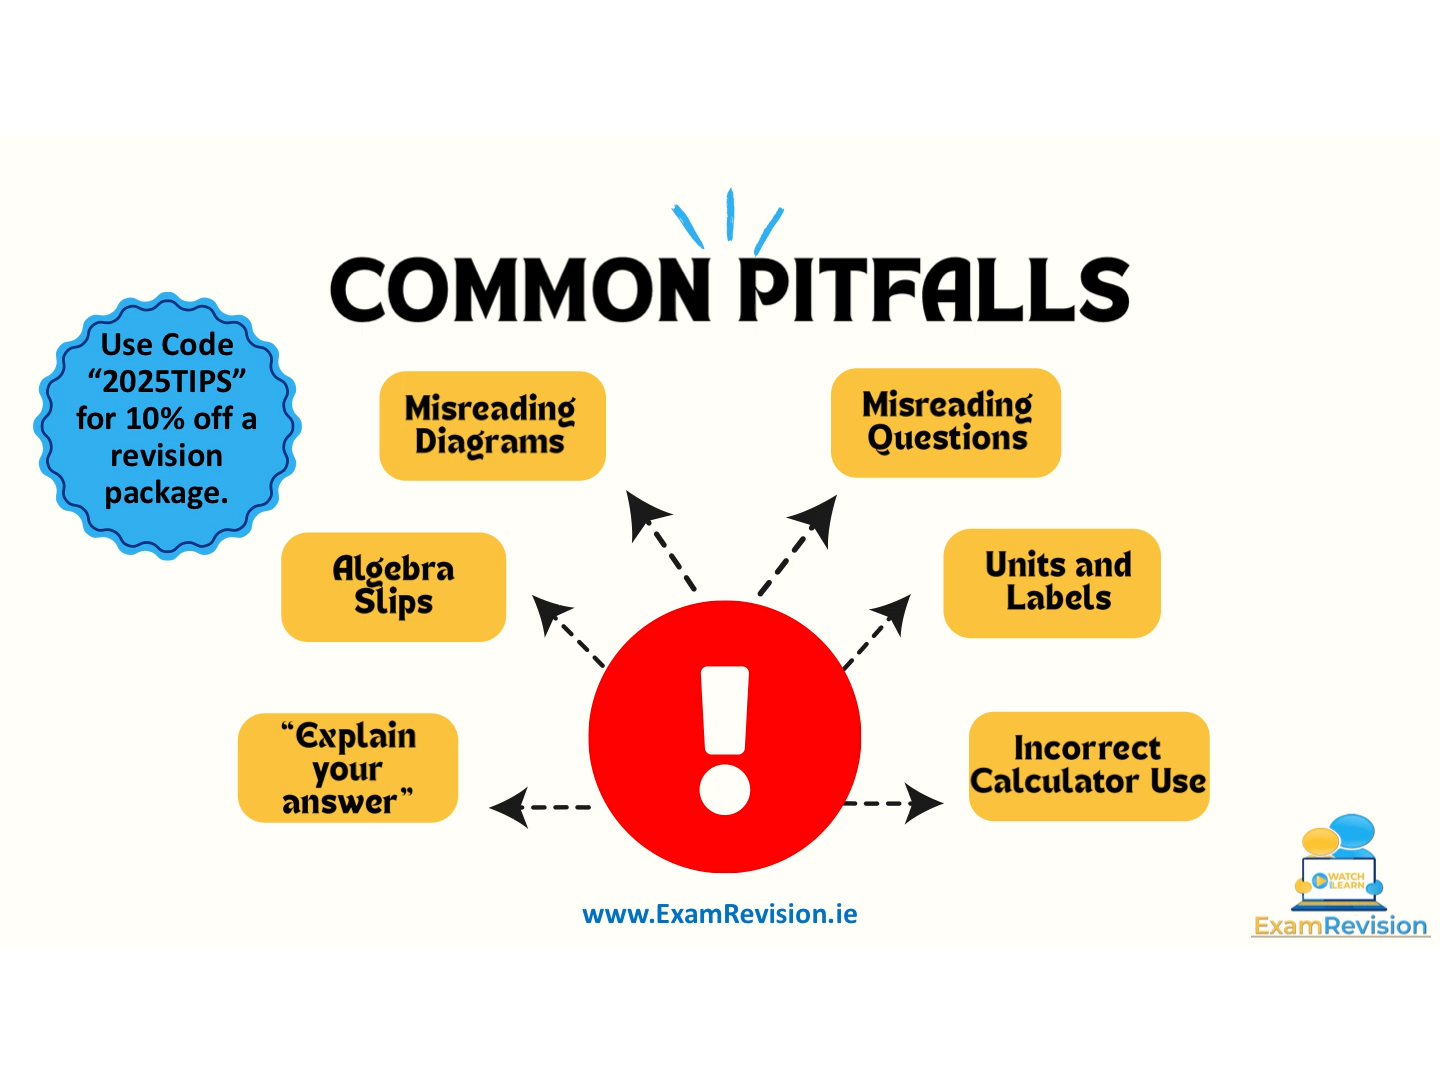 COMMON PITFALLS
Use Code
“2025TIPS”
for 10% off a
revision
package.
Misreading
Diagrams
Misreading
Questions
Algebra
Slips
Units and
Labels
“Explain
your
answer”
Incorrect
Calculator Use
www.ExamRevision.ie
WATCH
LEARN
ExamRevision